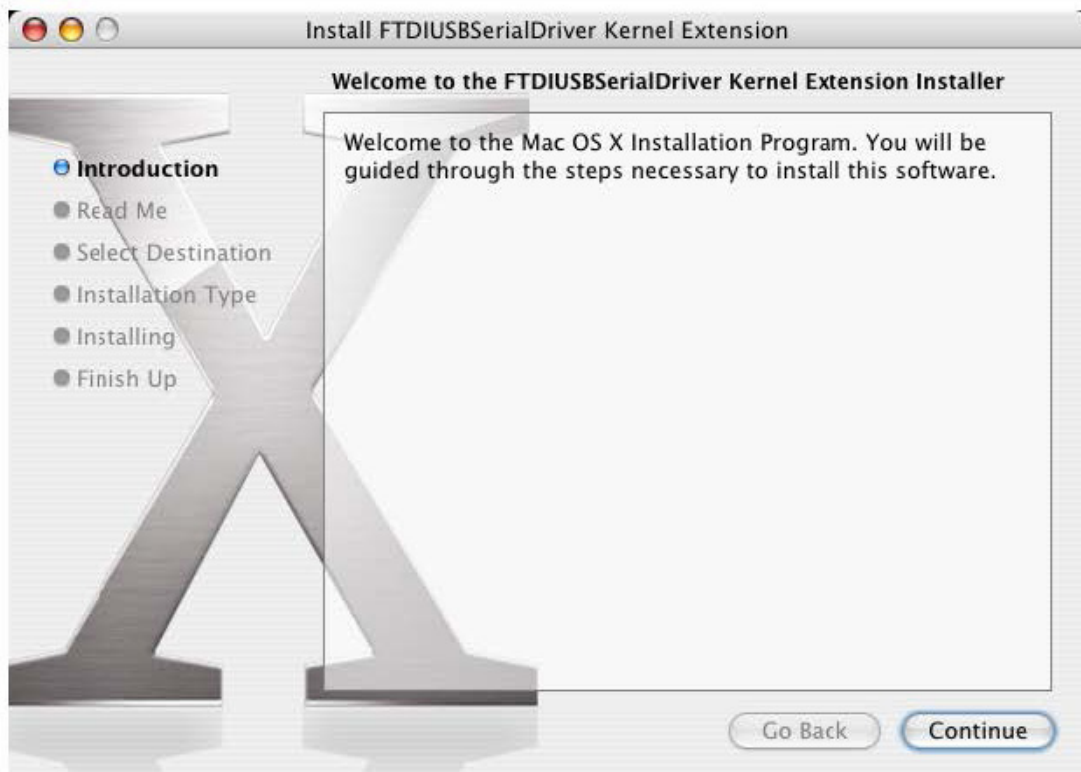 Install FTDIUSBSerialDriver Kernel Extension
Welcome to the FTDIUSBSerialDriver Kernel Extension Installer
Introduction
Read Me
Select Destination
Installation Type
Installing
Finish Up
Welcome to the Mac OS X Installation Program. You will be
guided through the steps necessary to install this software.
Go Back
Continue